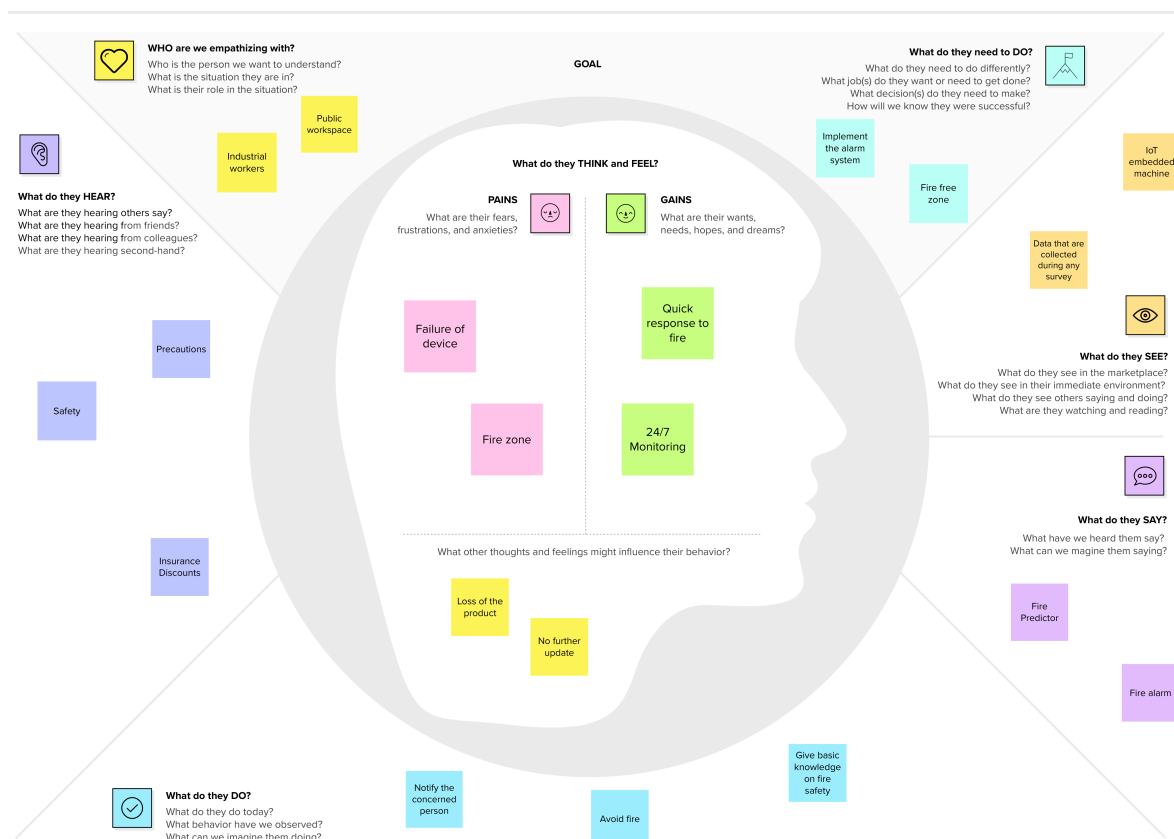 WHO are we empathizing with?
Who is the person we want to understand?
What is the situation they are in?
What is their role in the situation?
Public
workspace
Industrial
workers
GOAL
What do they need to DO?
What do they need to do differently?
What job(s) do they want or need to get done?
What decision(s) do they need to make?
How will we know they were successful?
Implement
the alarm
system
Fire free
zone
What do they HEAR?
What are they hearing others say?
What are they hearing from friends?
What are they hearing from colleagues?
What are they hearing second-hand?
Precautions
Safety
Insurance
Discounts
What do they THINK and FEEL?
PAINS
What are their fears,
frustrations, and anxieties?
GAINS
What are their wants,
needs, hopes, and dreams?
Failure of
device
Fire zone
Quick
response to
fire
24/7
Monitoring
What other thoughts and feelings might influence their behavior?
Loss of the
product
No further
update
IoT
embedded
machine
Data that are
collected
during any
survey
What do they SEE?
What do they see in the marketplace?
What do they see in their immediate environment?
What do they see others saying and doing?
What are they watching and reading?
What do they SAY?
What have we heard them say?
What can we magine them saying?
Fire
Predictor
Fire alarm
What do they DO?
What do they do today?
What behavior have we observed?
What can we imagine them doing?
Notify the
concerned
person
Avoid fire
Give basic
knowledge
on fire
safety